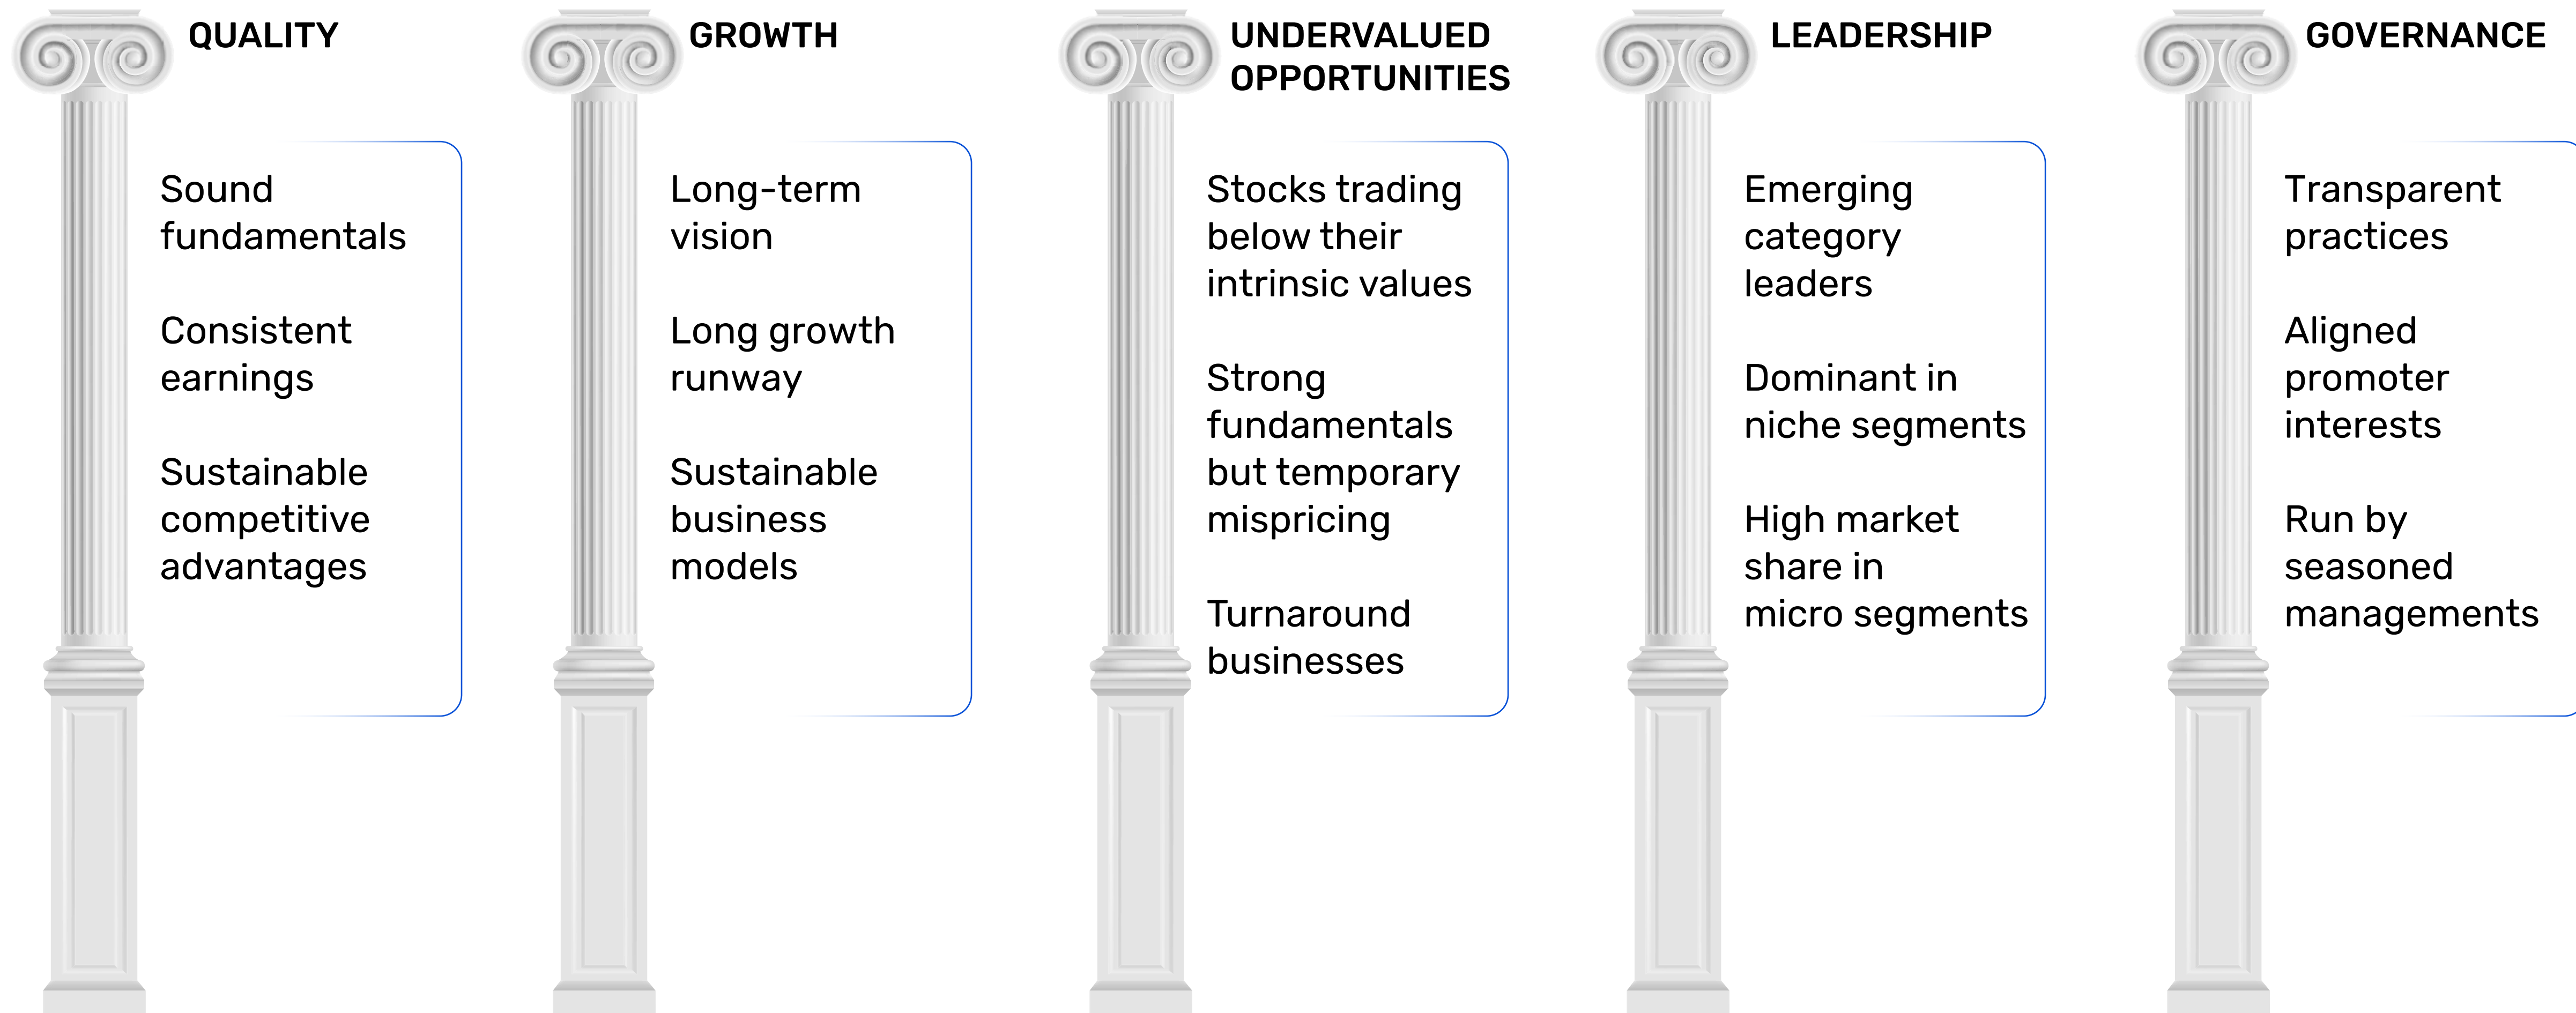 QUALITY
Sound
fundamentals
Consistent
earnings
Sustainable
competitive
advantages
GROWTH
Long-term
vision
Long growth
runway
Sustainable
business
models
UNDERVALUED
OPPORTUNITIES
Stocks trading
below their
intrinsic values
Strong
fundamentals
but temporary
mispricing
Turnaround
businesses
LEADERSHIP
Emerging
category
leaders
Dominant in
niche segments
High market
share in
micro segments
GOVERNANCE
Transparent
practices
Aligned
promoter
interests
Run by
seasoned
managements